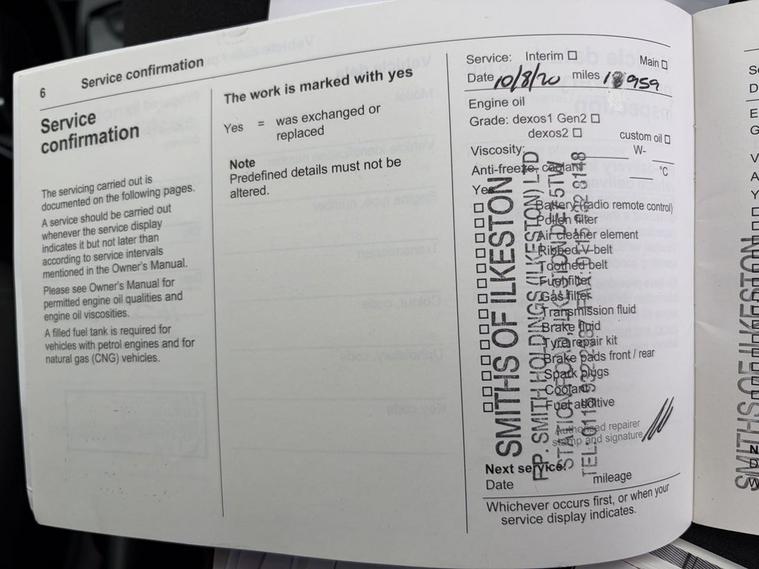 6 Service confirmation
Service
confirmation
The servicing carried out is
documented on the following pages.
A service should be carried out
whenever the service display
indicates it but not later than
according to service intervals
mentioned in the Owner's Manual.
Please see Owner's Manual for
permitted engine oil qualities and
engine oil viscosities.
A filled fuel tank is required for
vehicles with petrol engines and for
natural gas (CNG) vehicles.
The work is marked with yes
Yes = was exchanged or
replaced
Note
Predefined details must not be
altered.
Service: Interim Main
Date 10/8/20 miles
Engine oil
Grade: dexos1 Gen2
dexos2 custom oil
Viscosity: W-
Anti-freeze, coolant °C
Yes
Battery (radio remote control)
Pollen filter
Air cleaner element
Ribbed V-belt
Toothed belt
Fuel filter
Gas filter
Transmission fluid
Brake fluid
Tyre repair kit
Brake pads front / rear
Spark plugs
Coolant
Fuel additive
Authorised repairer
stamp and signature
Next service:
Date mileage
Whichever occurs first, or when your
service display indicates.
SMITHS OF ILKESTON
SMITH HOLDINGS (ILKESTON) LTD
SMITHS OF ILKESTON